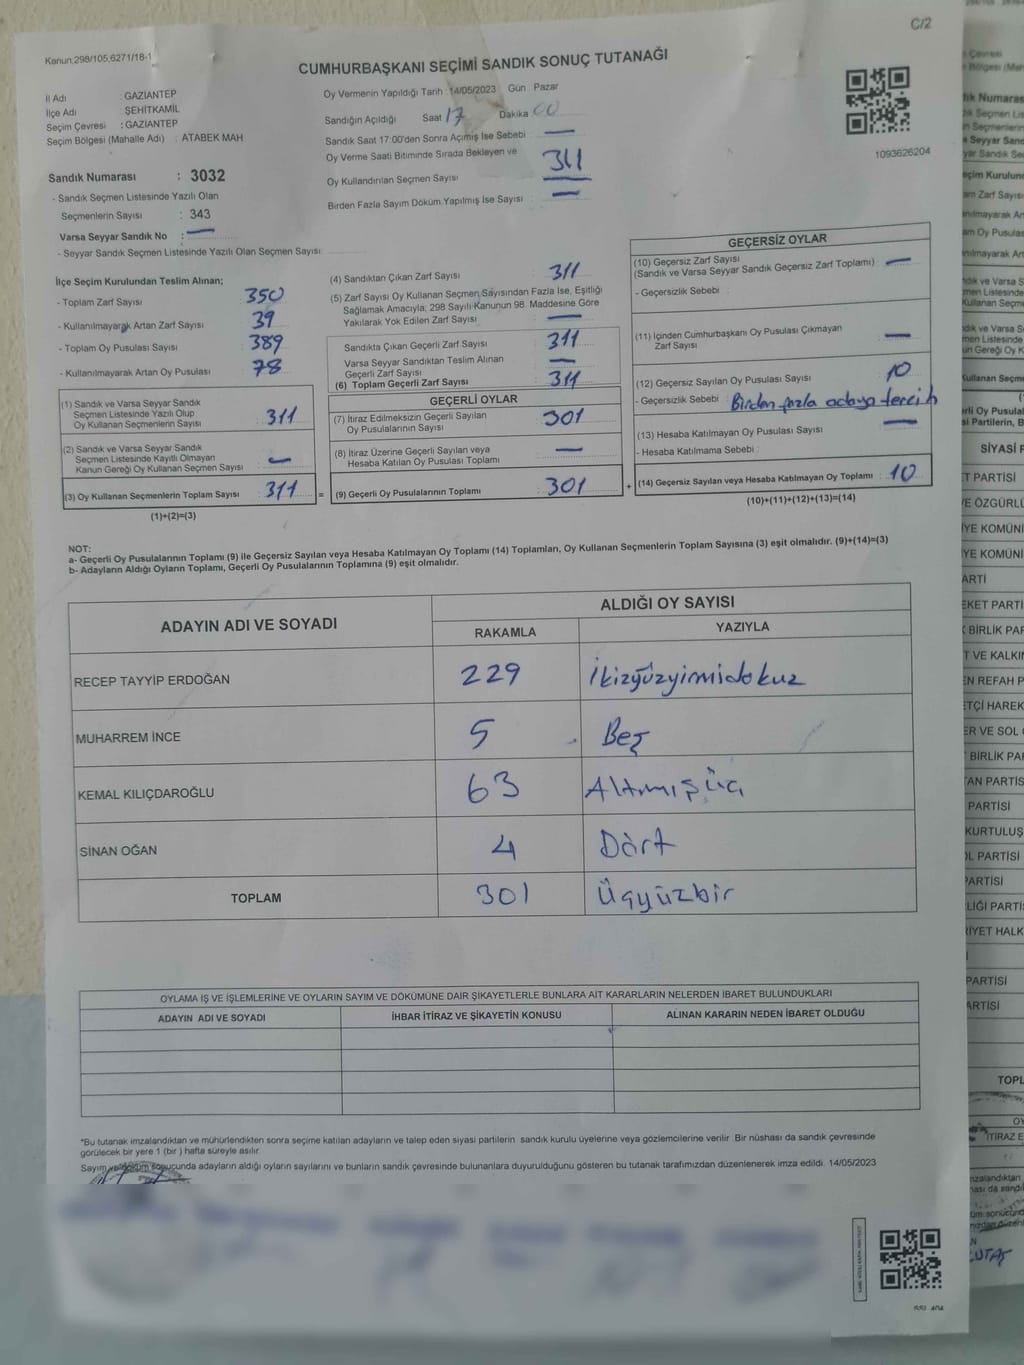 C/2
Kanun:298/105,6271/18-1
CUMHURBAŞKANI SEÇİMİ SANDIK SONUÇ TUTANAĞI
İl Adı : GAZİANTEP
İlçe Adı : ŞEHİTKAMİL
Seçim Çevresi : GAZİANTEP
Seçim Bölgesi (Mahalle Adı) : ATABEK MAH
Sandık Numarası : 3032
- Sandık Seçmen Listesinde Yazılı Olan
Seçmenlerin Sayısı : 343
Varsa Seyyar Sandık No : —
- Seyyar Sandık Seçmen Listesinde Yazılı Olan Seçmen Sayısı
Oy Vermenin Yapıldığı Tarih 14/05/2023 Gün Pazar
Sandığın Açıldığı Saat 17 Dakika 00
Sandık Saat 17:00'den Sonra Açılmış İse Sebebi —
Oy Verme Saati Bitiminde Sırada Bekleyen ve
Oy Kullandırılan Seçmen Sayısı 311
Birden Fazla Sayım Döküm Yapılmış İse Sayısı : —
1093626204
İlçe Seçim Kurulundan Teslim Alınan;
- Toplam Zarf Sayısı 350
- Kullanılmayarak Artan Zarf Sayısı 39
- Toplam Oy Pusulası Sayısı 389
- Kullanılmayarak Artan Oy Pusulası 78
(1) Sandık ve Varsa Seyyar Sandık
Seçmen Listesinde Yazılı Olup
Oy Kullanan Seçmenlerin Sayısı 311
(2) Sandık ve Varsa Seyyar Sandık
Seçmen Listesinde Kayıtlı Olmayan
Kanun Gereği Oy Kullanan Seçmen Sayısı —
(3) Oy Kullanan Seçmenlerin Toplam Sayısı : 311 =
(1)+(2)=(3)
(4) Sandıktan Çıkan Zarf Sayısı 311
(5) Zarf Sayısı Oy Kullanan Seçmen Sayısından Fazla İse, Eşitliği
Sağlamak Amacıyla, 298 Sayılı Kanunun 98. Maddesine Göre
Yakılarak Yok Edilen Zarf Sayısı —
Sandıkta Çıkan Geçerli Zarf Sayısı 311
Varsa Seyyar Sandıktan Teslim Alınan
Geçerli Zarf Sayısı —
(6) Toplam Geçerli Zarf Sayısı 311
GEÇERLİ OYLAR
(7) İtiraz Edilmeksizin Geçerli Sayılan
Oy Pusulalarının Sayısı 301
(8) İtiraz Üzerine Geçerli Sayılan veya
Hesaba Katılan Oy Pusulası Toplamı —
(9) Geçerli Oy Pusulalarının Toplamı 301 +
GEÇERSİZ OYLAR
(10) Geçersiz Zarf Sayısı
(Sandık ve Varsa Seyyar Sandık Geçersiz Zarf Toplamı) : —
- Geçersizlik Sebebi
(11) İçinden Cumhurbaşkanı Oy Pusulası Çıkmayan
Zarf Sayısı —
(12) Geçersiz Sayılan Oy Pusulası Sayısı 10
- Geçersizlik Sebebi : Birden fazla adaya tercih
(13) Hesaba Katılmayan Oy Pusulası Sayısı —
- Hesaba Katılmama Sebebi
(14) Geçersiz Sayılan veya Hesaba Katılmayan Oy Toplamı : 10
(10)+(11)+(12)+(13)=(14)
NOT:
a- Geçerli Oy Pusulalarının Toplamı (9) ile Geçersiz Sayılan veya Hesaba Katılmayan Oy Toplamı (14) Toplamları, Oy Kullanan Seçmenlerin Toplam Sayısına (3) eşit olmalıdır. (9)+(14)=(3)
b- Adayların Aldığı Oyların Toplamı, Geçerli Oy Pusulalarının Toplamına (9) eşit olmalıdır.
ADAYIN ADI VE SOYADI ALDIĞI OY SAYISI
RAKAMLA YAZIYLA
RECEP TAYYİP ERDOĞAN 229 İkizyüzyirmidokuz
MUHARREM İNCE 5 Beş
KEMAL KILIÇDAROĞLU 63 Altmışüç
SİNAN OĞAN 4 Dört
TOPLAM 301 Üçyüzbir
OYLAMA İŞ VE İŞLEMLERİNE VE OYLARIN SAYIM VE DÖKÜMÜNE DAİR ŞİKAYETLERLE BUNLARA AİT KARARLARIN NELERDEN İBARET BULUNDUKLARI
ADAYIN ADI VE SOYADI İHBAR İTİRAZ VE ŞİKAYETİN KONUSU ALINAN KARARIN NEDEN İBARET OLDUĞU
*Bu tutanak imzalandıktan ve mühürlendikten sonra seçime katılan adayların ve talep eden siyasi partilerin sandık kurulu üyelerine veya gözlemcilerine verilir. Bir nüshası da sandık çevresinde
görülecek bir yere 1 (bir) hafta süreyle asılır.
Sayım ve döküm sonucunda adayların aldığı oyların sayılarını ve bunların sandık çevresinde bulunanlara duyurulduğunu gösteren bu tutanak tarafımızdan düzenlenerek imza edildi. 14/05/2023